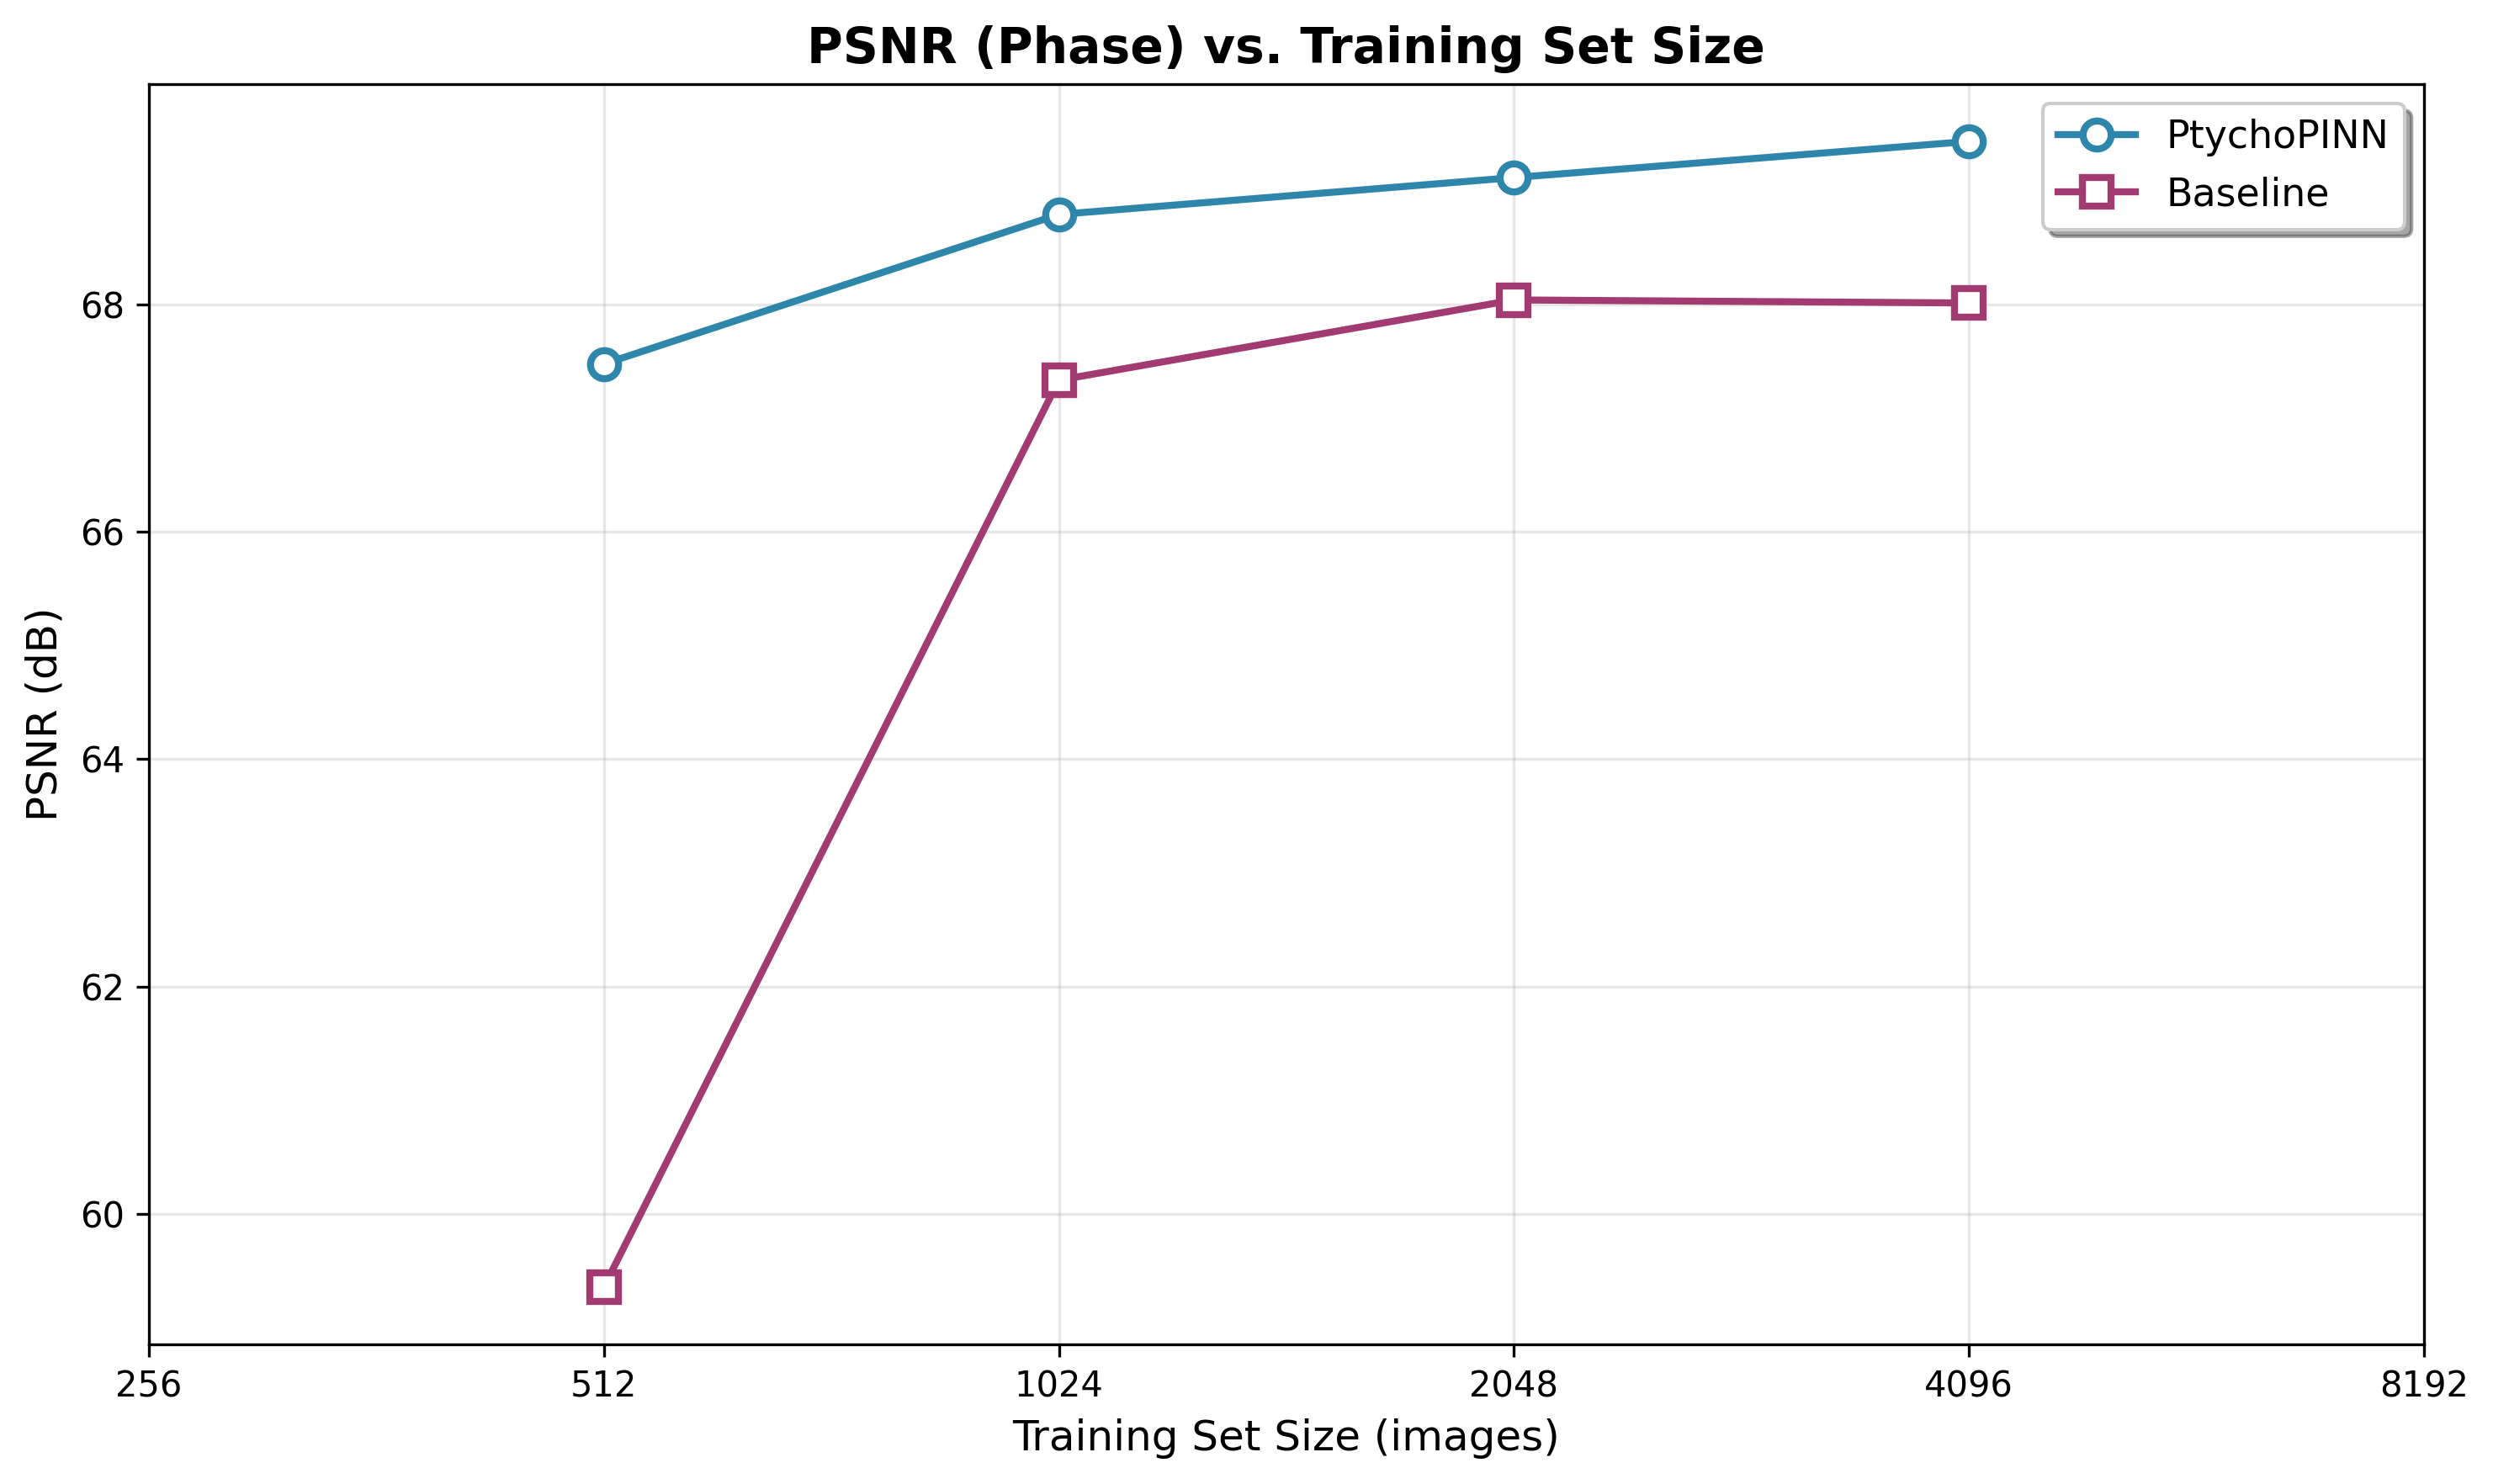 PSNR (Phase) vs. Training Set Size
PtychoPINN
Baseline
PSNR (dB)
68
66
64
62
60
256 512 1024 2048 4096 8192
Training Set Size (images)